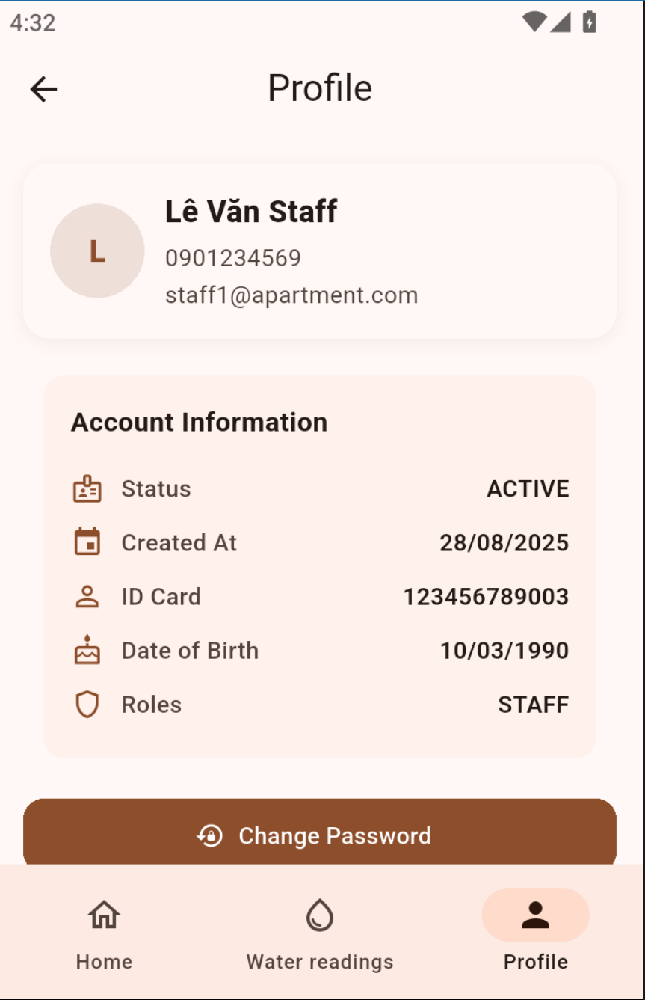 4:32
Profile
L
Lê Văn Staff
0901234569
staff1@apartment.com
Account Information
Status ACTIVE
Created At 28/08/2025
ID Card 123456789003
Date of Birth 10/03/1990
Roles STAFF
Change Password
Home Water readings Profile